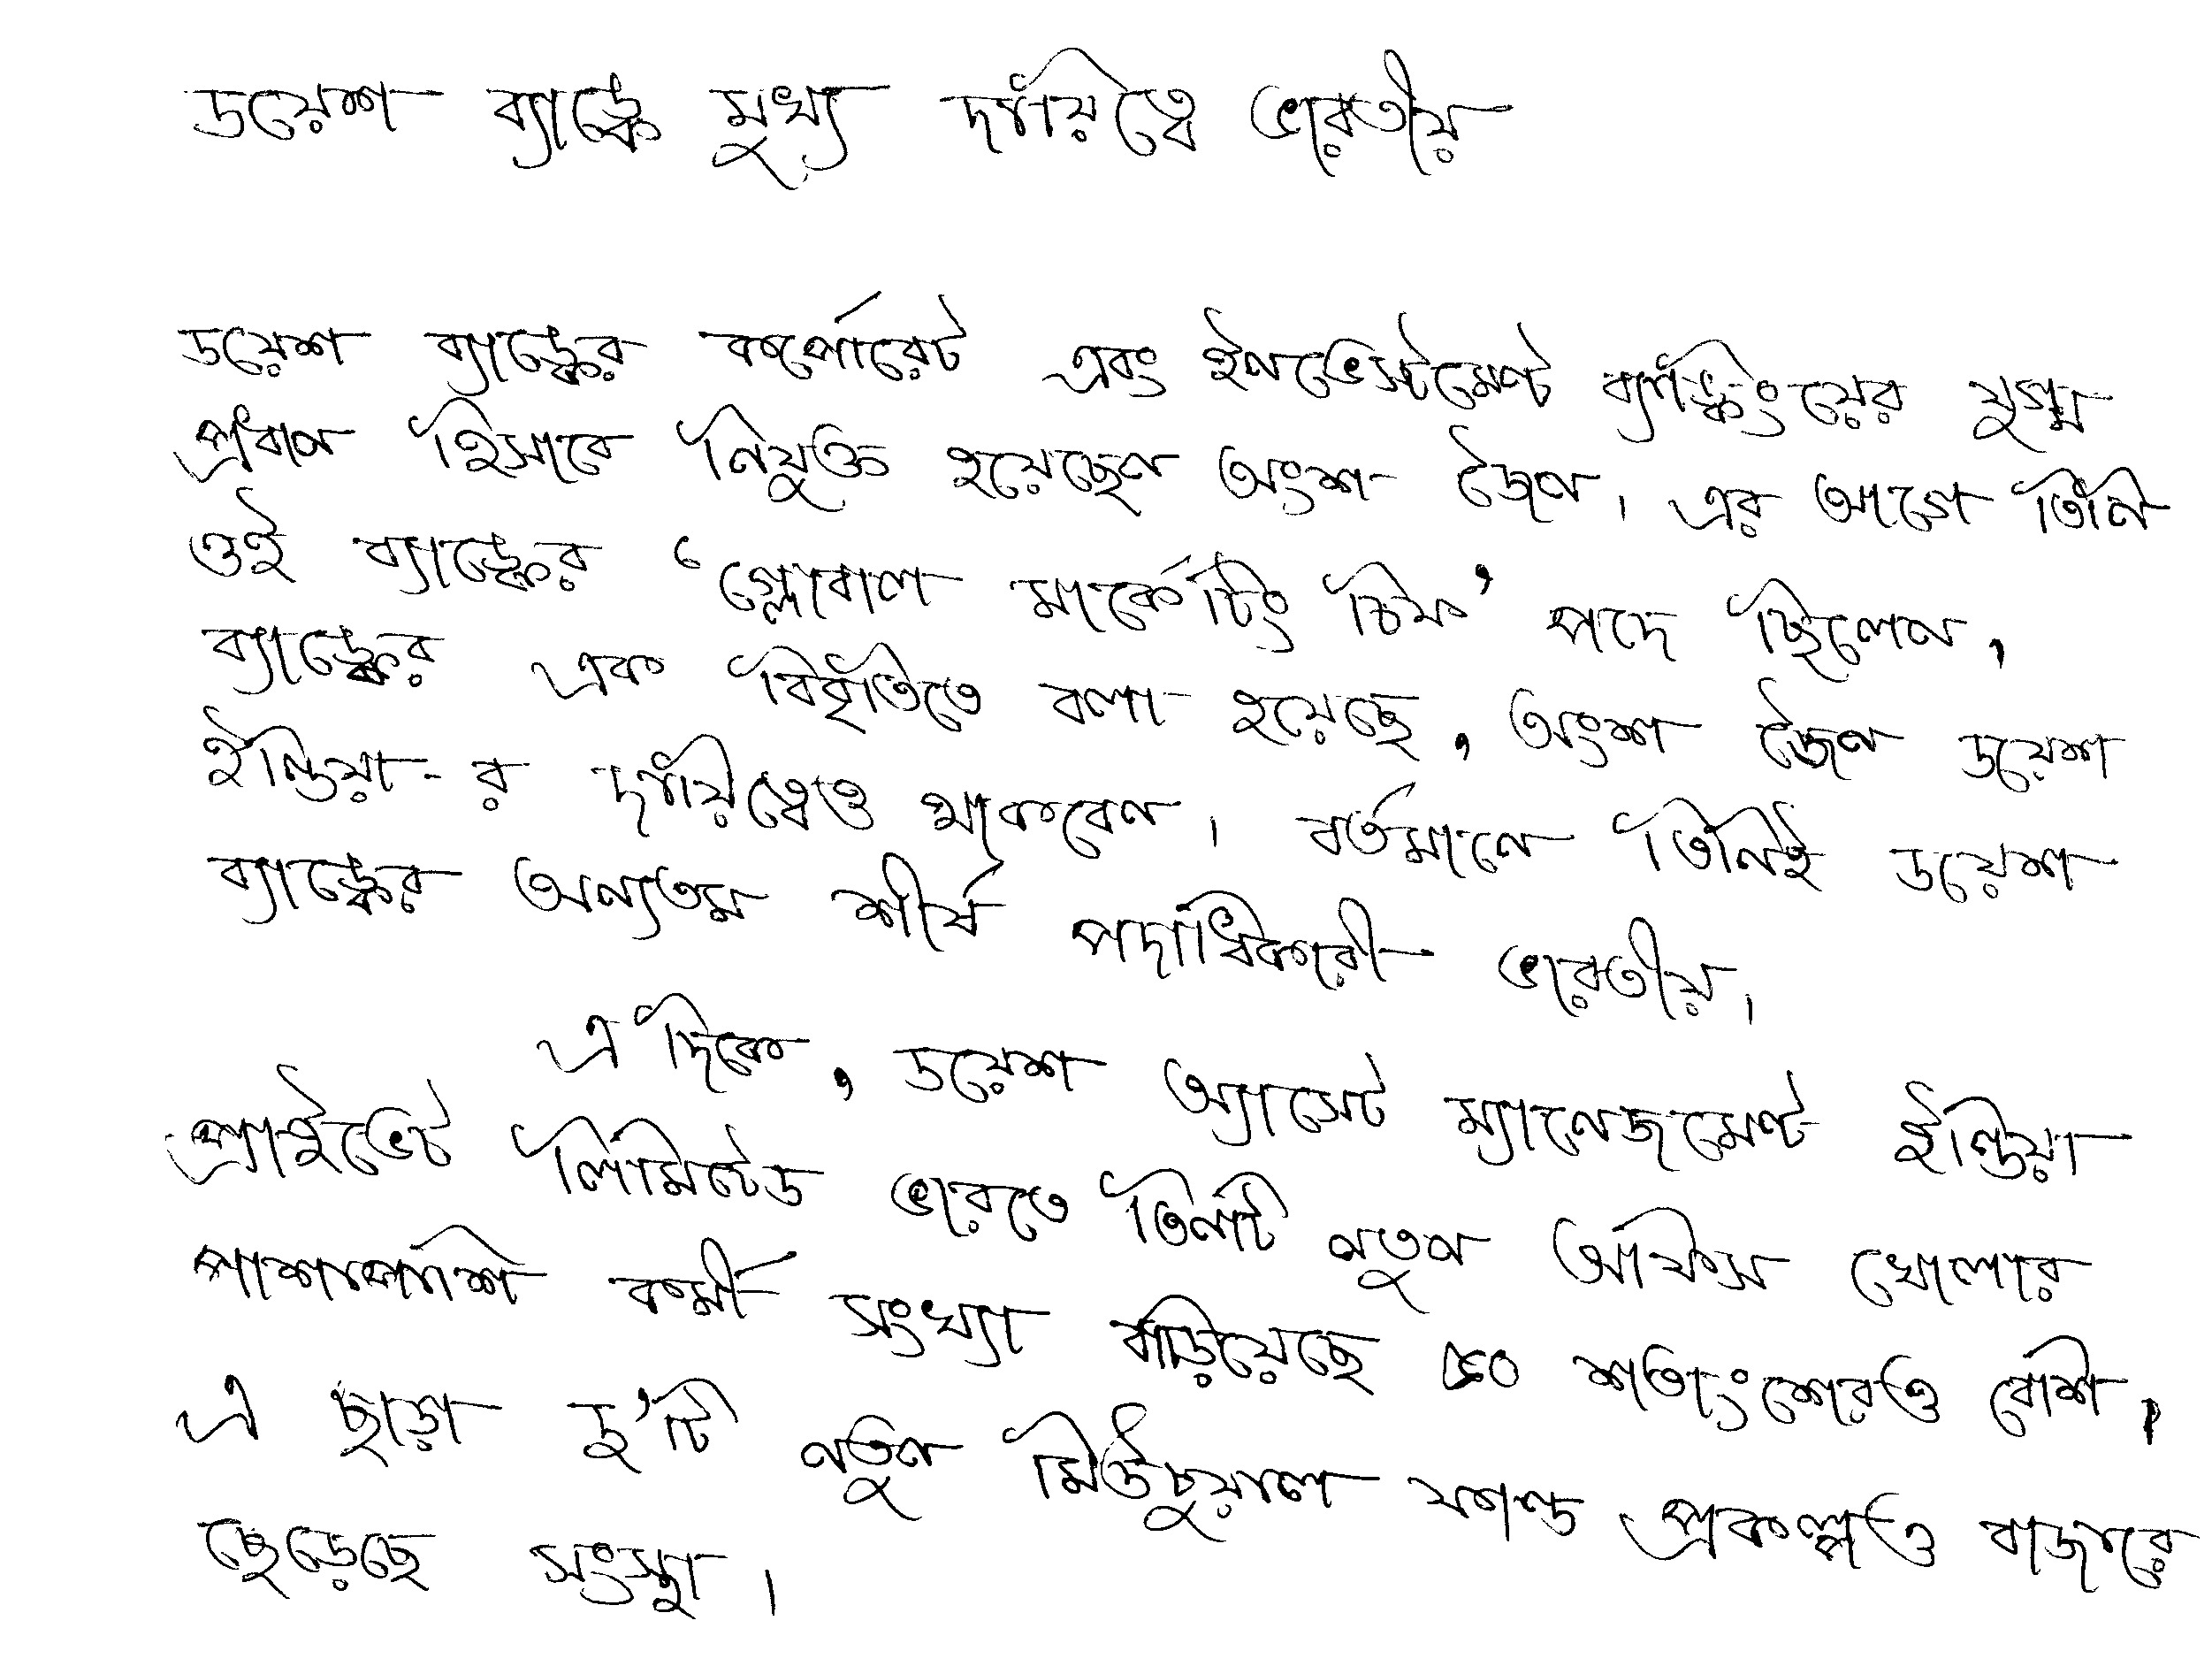 ডয়েশ ব্যাঙ্কে মুখ্য দায়িত্বে ভারতীয়
ডয়েশ ব্যাঙ্কের কর্পোরেট এবং ইনভেস্টমেন্ট ব্যাঙ্কিংয়ের যুগ্ম
প্রধান হিসাবে নিযুক্ত হয়েছেন অংশু জৈন। এর আগে তিনি
ওই ব্যাঙ্কের ‘গ্লোবাল মার্কেটিং চিফ’ পদে ছিলেন।
ব্যাঙ্কের এক বিবৃতিতে বলা হয়েছে, অংশু জৈন ডয়েশ
ইন্ডিয়া-র দায়িত্বেও থাকবেন। বর্তমানে তিনিই ডয়েশ
ব্যাঙ্কের অন্যতম শীর্ষ পদাধিকারী ভারতীয়।
এ দিকে, ডয়েশ অ্যাসেট ম্যানেজমেন্ট ইন্ডিয়া
প্রাইভেট লিমিটেড ভারতে তিনটি নতুন অফিস খোলার
পাশাপাশি কর্মী সংখ্যা বাড়িয়েছে ৫০ শতাংশেরও বেশি।
এ ছাড়া দু’টি নতুন মিউচুয়াল ফান্ড প্রকল্পও বাজারে
ছেড়েছে সংস্থা।